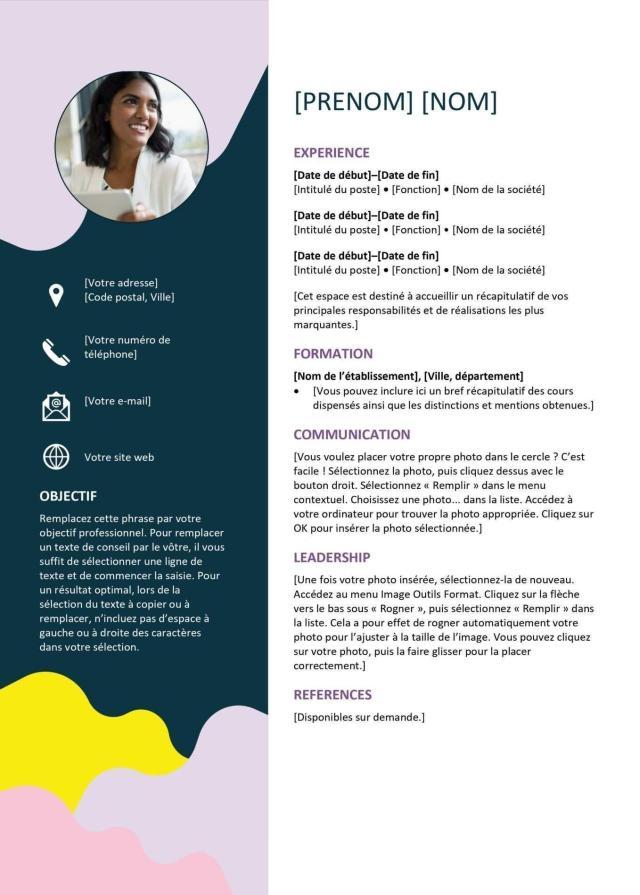 [PRENOM] [NOM]
EXPERIENCE
[Date de début]–[Date de fin]
[Intitulé du poste] • [Fonction] • [Nom de la société]
[Date de début]–[Date de fin]
[Intitulé du poste] • [Fonction] • [Nom de la société]
[Date de début]–[Date de fin]
[Intitulé du poste] • [Fonction] • [Nom de la société]
[Cet espace est destiné à accueillir un récapitulatif de vos
principales responsabilités et de réalisations les plus
marquantes.]
FORMATION
[Nom de l’établissement], [Ville, département]
• [Vous pouvez inclure ici un bref récapitulatif des cours
dispensés ainsi que les distinctions et mentions obtenues.]
COMMUNICATION
[Vous voulez placer votre propre photo dans le cercle ? C’est
facile ! Sélectionnez la photo, puis cliquez dessus avec le
bouton droit. Sélectionnez « Remplir » dans le menu
contextuel. Choisissez une photo... dans la liste. Accédez à
votre ordinateur pour trouver la photo appropriée. Cliquez sur
OK pour insérer la photo sélectionnée.]
LEADERSHIP
[Une fois votre photo insérée, sélectionnez-la de nouveau.
Accédez au menu Image Outils Format. Cliquez sur la flèche
vers le bas sous « Rogner », puis sélectionnez « Remplir » dans
la liste. Cela a pour effet de rogner automatiquement votre
photo pour l’ajuster à la taille de l’image. Vous pouvez cliquez
sur votre photo, puis la faire glisser pour la placer
correctement.]
REFERENCES
[Disponibles sur demande.]
[Votre adresse]
[Code postal, Ville]
[Votre numéro de
téléphone]
[Votre e-mail]
Votre site web
OBJECTIF
Remplacez cette phrase par votre
objectif professionnel. Pour remplacer
un texte de conseil par le vôtre, il vous
suffit de sélectionner une ligne de
texte et de commencer la saisie. Pour
un résultat optimal, lors de la
sélection du texte à copier ou à
remplacer, n’incluez pas d’espace à
gauche ou à droite des caractères
dans votre sélection.